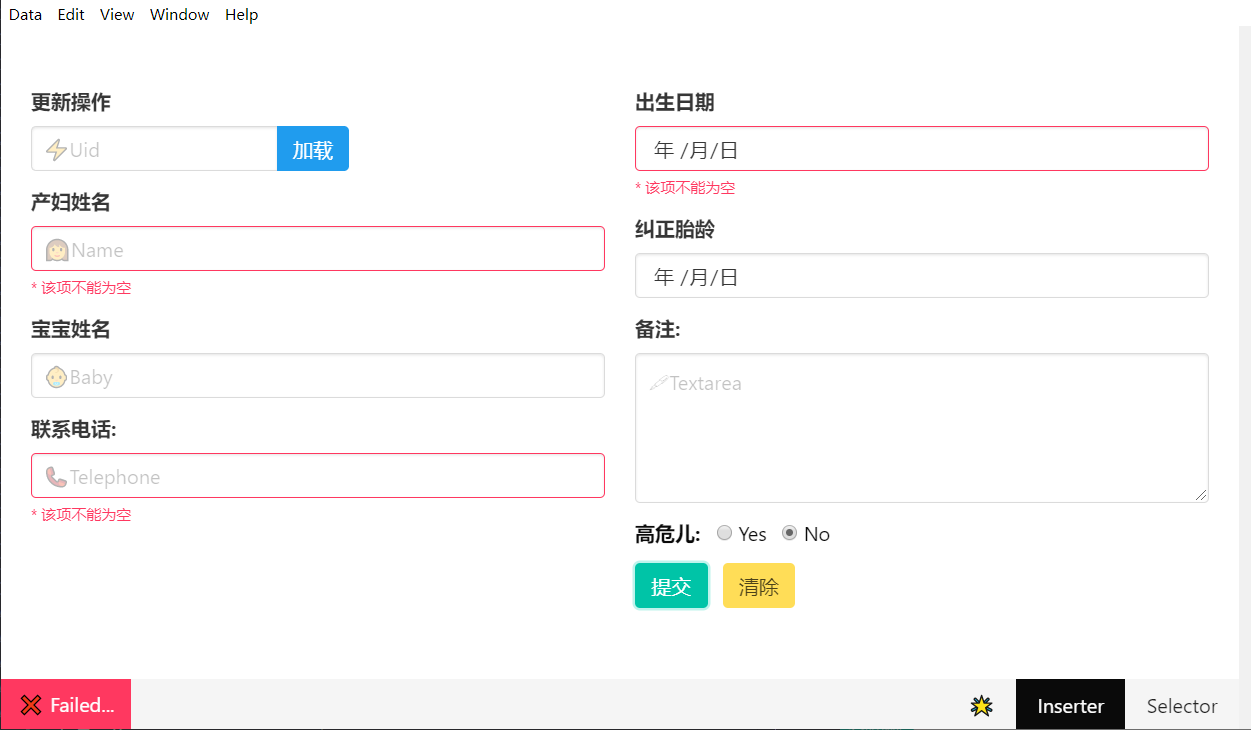 Data Edit View Window Help
更新操作
⚡Uid 加载
产妇姓名
👩Name
* 该项不能为空
宝宝姓名
👶Baby
联系电话:
📞Telephone
* 该项不能为空
出生日期
年 /月/日
* 该项不能为空
纠正胎龄
年 /月/日
备注:
🖊Textarea
高危儿: Yes No
提交 清除
❌ Failed... 🌟 Inserter Selector